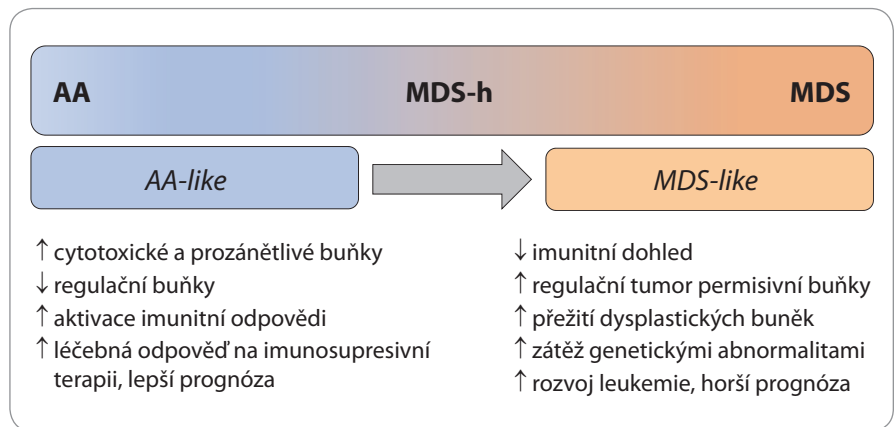 AA MDS-h MDS
AA-like MDS-like
↑ cytotoxické a prozánětlivé buňky
↓ regulační buňky
↑ aktivace imunitní odpovědi
↑ léčebná odpověď na imunosupresivní
terapii, lepší prognóza
↓ imunitní dohled
↑ regulační tumor permisivní buňky
↑ přežití dysplastických buněk
↑ zátěž genetickými abnormalitami
↑ rozvoj leukemie, horší prognóza